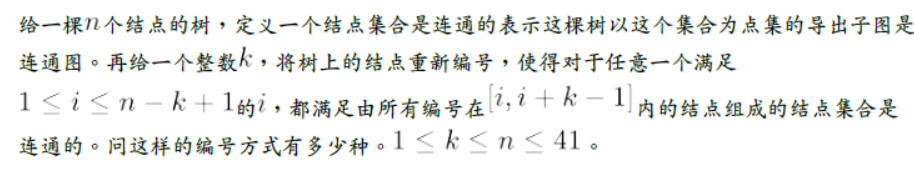 给一棵n个结点的树，定义一个结点集合是连通的表示这棵树以这个集合为点集的导出子图是
连通图。再给一个整数k，将树上的结点重新编号，使得对于任意一个满足
1 ≤ i ≤ n − k + 1的i，都满足由所有编号在[i, i + k − 1]内的结点组成的结点集合是
连通的。问这样的编号方式有多少种。1 ≤ k ≤ n ≤ 41。